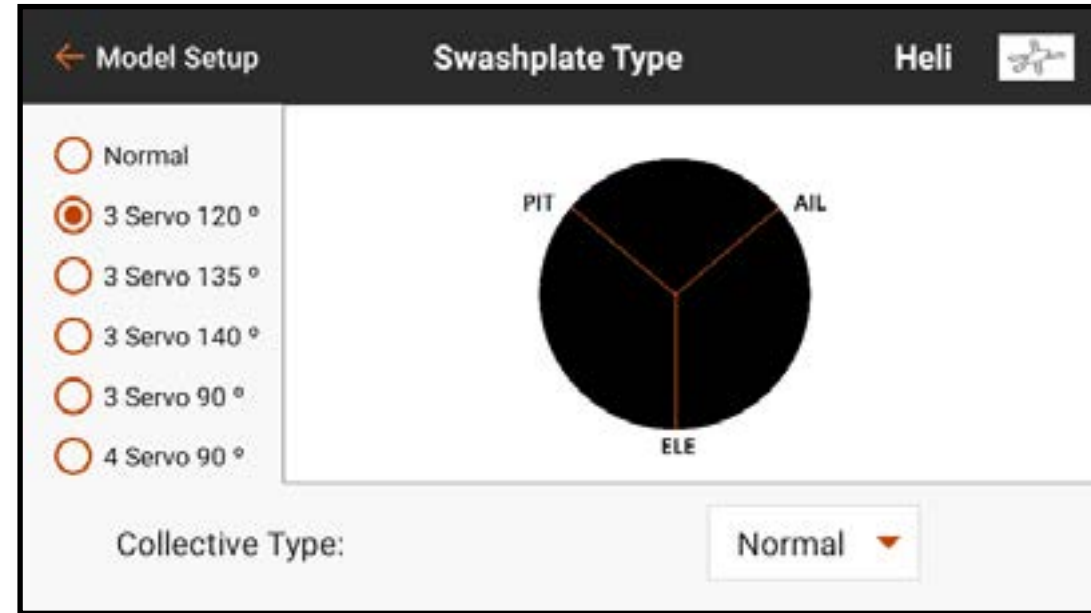 ← Model Setup Swashplate Type Heli
Normal
3 Servo 120 º
3 Servo 135 º
3 Servo 140 º
3 Servo 90 º
4 Servo 90 º
PIT AIL
ELE
Collective Type: Normal